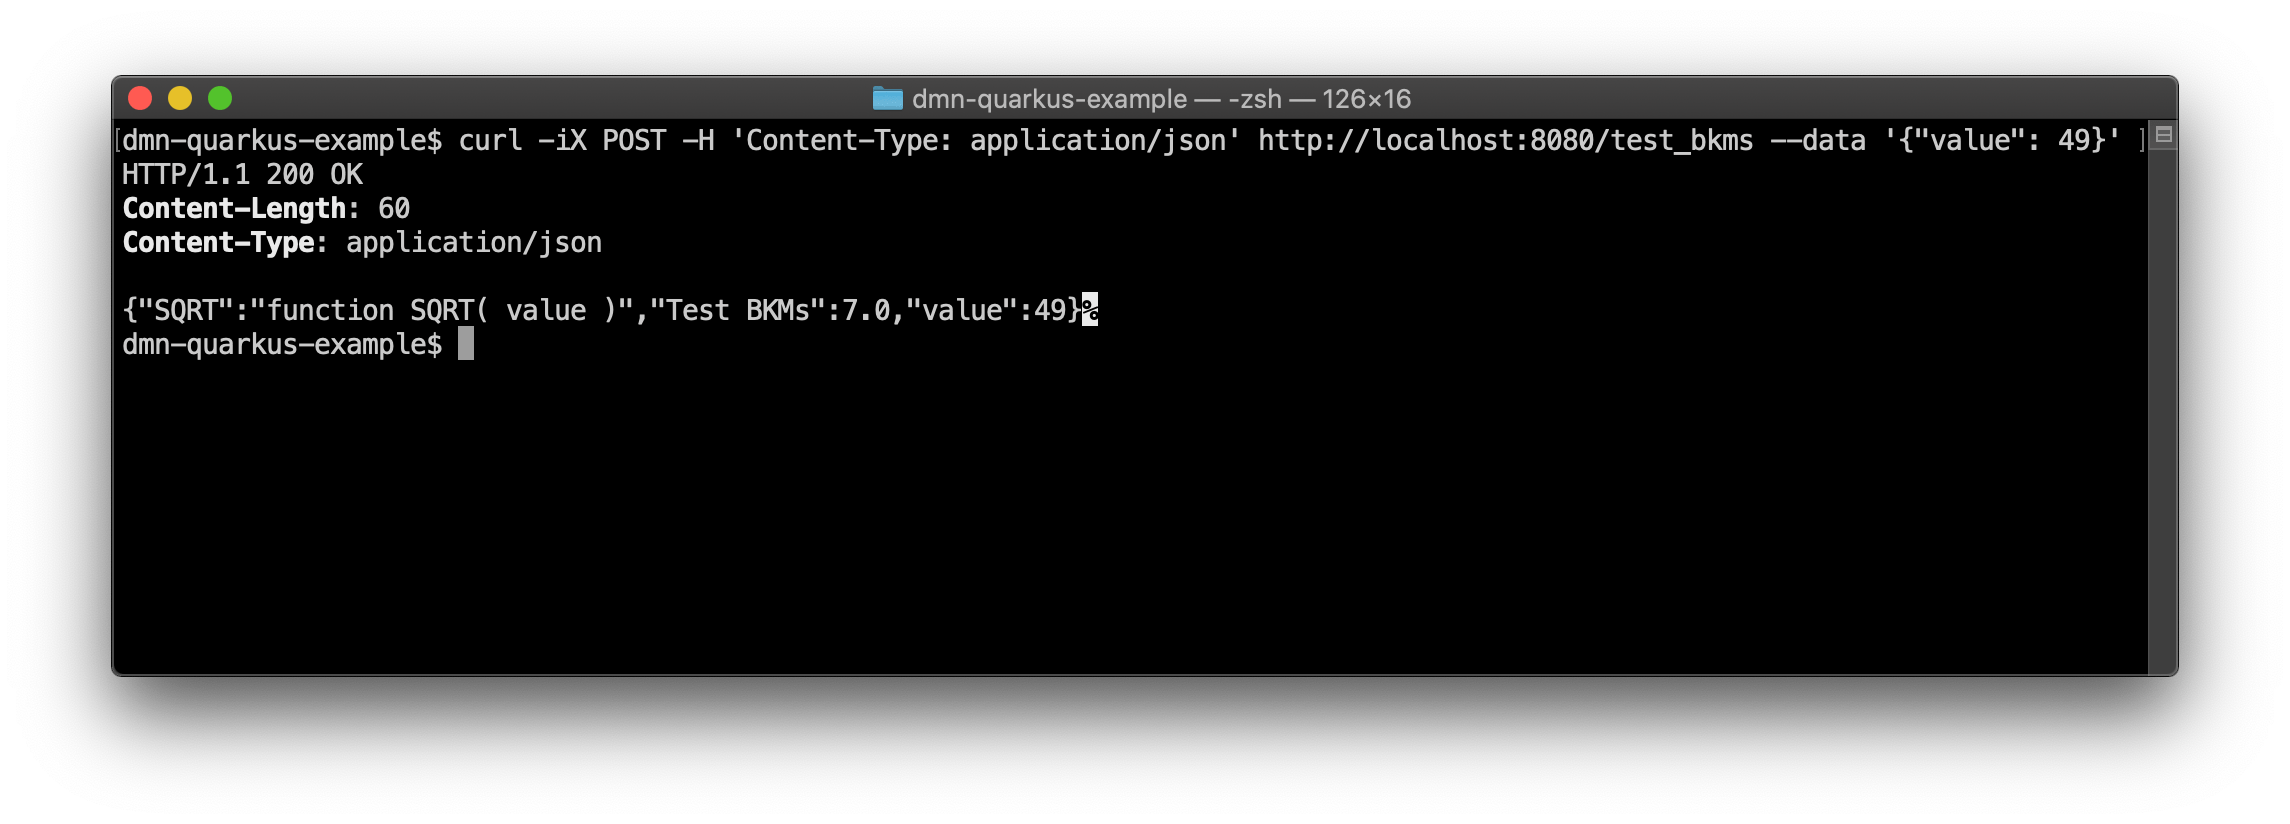 dmn-quarkus-example — -zsh — 126×16
[dmn-quarkus-example$ curl -iX POST -H 'Content-Type: application/json' http://localhost:8080/test_bkms --data '{"value": 49}' ]
HTTP/1.1 200 OK
Content-Length: 60
Content-Type: application/json
{"SQRT":"function SQRT( value )","Test BKMs":7.0,"value":49}%
dmn-quarkus-example$